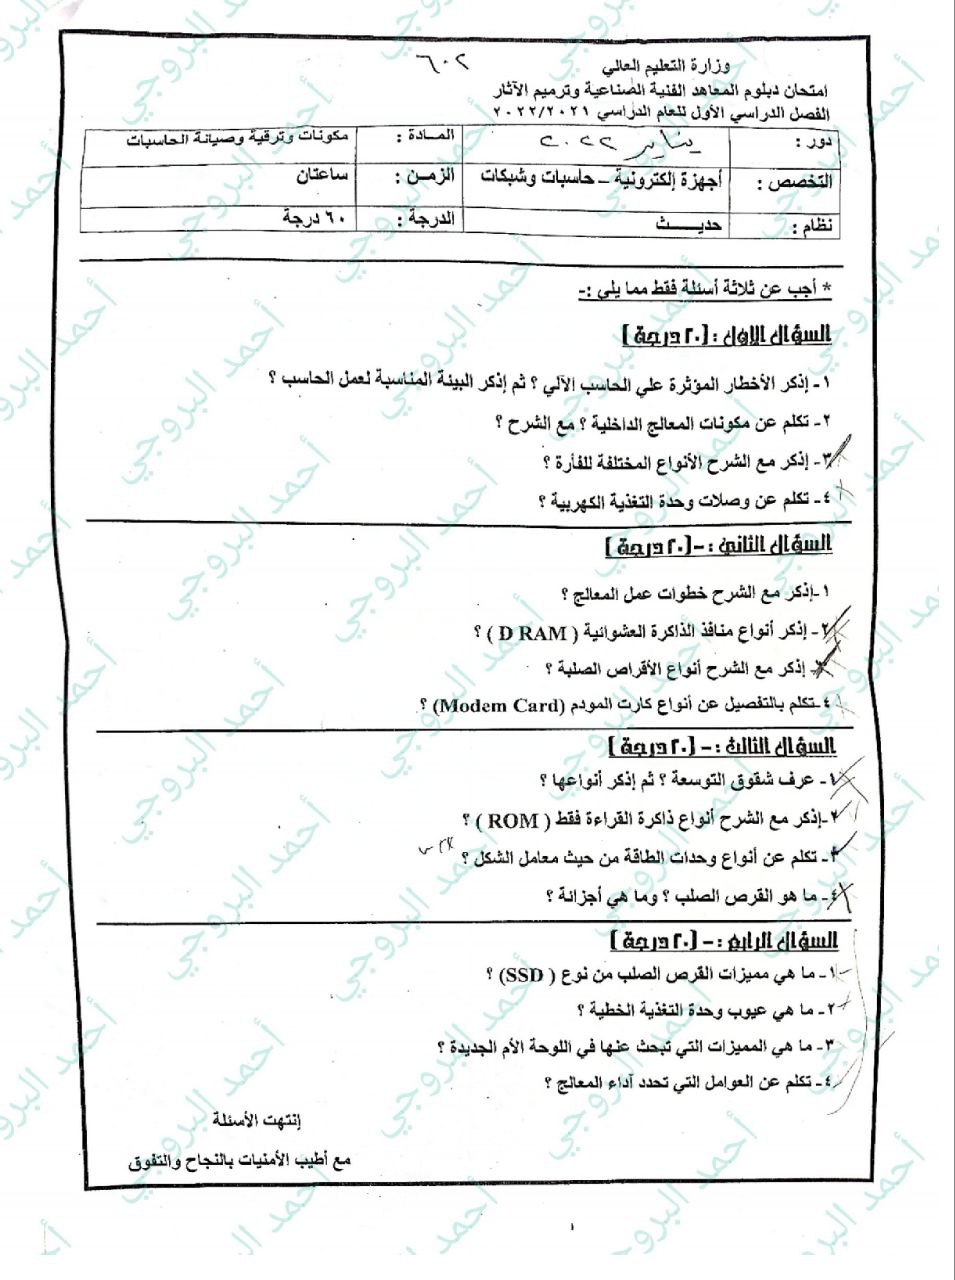 ٦٠٢
وزارة التعليم العالي
امتحان دبلوم المعاهد الفنية الصناعية وترميم الآثار
الفصل الدراسي الأول للعام الدراسي ٢٠٢٢/٢٠٢١
دور : يناير ٢٠٢٢ المــادة : مكونات وترقية وصيانة الحاسبات
التخصص : أجهزة إلكترونية – حاسبات وشبكات الزمــن : ساعتان
نظام : حديـــث الدرجة : ٦٠ درجة
* أجب عن ثلاثة أسئلة فقط مما يلي :-
السؤال الأول : [٢٠ درجة]
١- إذكر الأخطار المؤثرة علي الحاسب الآلي ؟ ثم إذكر البيئة المناسبة لعمل الحاسب ؟
٢- تكلم عن مكونات المعالج الداخلية ؟ مع الشرح ؟
٣- إذكر مع الشرح الأنواع المختلفة للفأرة ؟
٤- تكلم عن وصلات وحدة التغذية الكهربية ؟
السؤال الثاني : -[٢٠ درجة]
١-إذكر مع الشرح خطوات عمل المعالج ؟
٢- إذكر أنواع منافذ الذاكرة العشوائية ( D RAM ) ؟
٣- إذكر مع الشرح أنواع الأقراص الصلبة ؟
٤-تكلم بالتفصيل عن أنواع كارت المودم (Modem Card) ؟
السؤال الثالث : -[٢٠ درجة]
١- عرف شقوق التوسعة ؟ ثم إذكر أنواعها ؟
٢-إذكر مع الشرح أنواع ذاكرة القراءة فقط ( ROM ) ؟
٣- تكلم عن أنواع وحدات الطاقة من حيث معامل الشكل ؟
٤- ما هو القرص الصلب ؟ وما هي أجزائة ؟
السؤال الرابع : -[٢٠ درجة]
١- ما هي مميزات القرص الصلب من نوع ( SSD) ؟
٢- ما هي عيوب وحدة التغذية الخطية ؟
٣- ما هي المميزات التي تبحث عنها في اللوحة الأم الجديدة ؟
٤- تكلم عن العوامل التي تحدد آداء المعالج ؟
إنتهت الأسئلة
مع أطيب الأمنيات بالنجاح والتفوق
١
أحمد البروجي